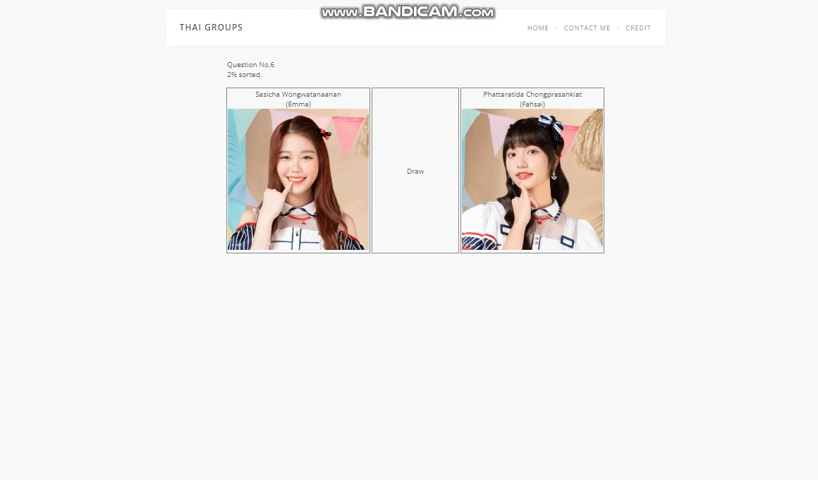 www.BANDICAM.com
THAI GROUPS
HOME / CONTACT ME / CREDIT
Question No.6
2% sorted.
Sasicha Wongwatanaanan
(Emma)
Draw
Phattaratida Chongprasankiat
(Fahsai)